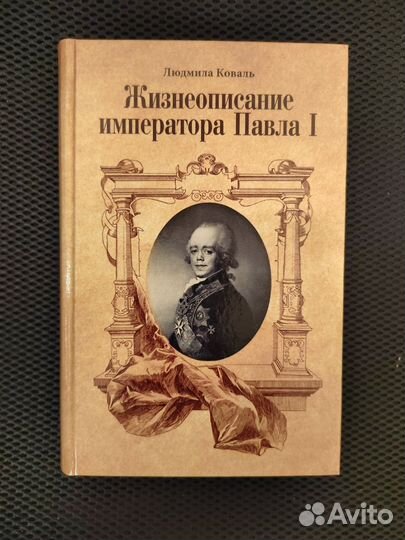 Людмила Коваль
Жизнеописание
императора Павла I
Avito